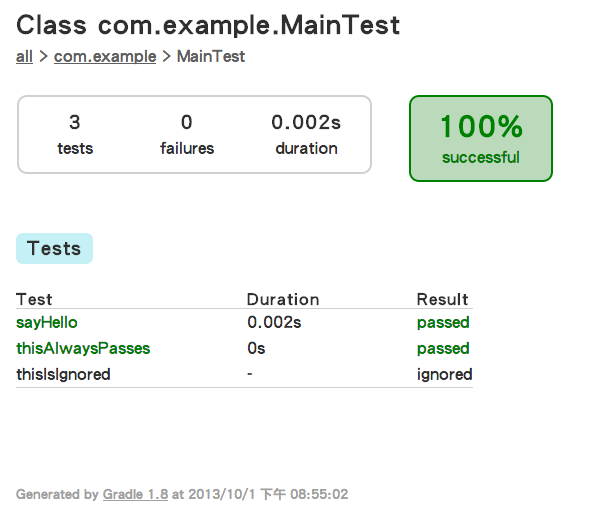 Class com.example.MainTest
all > com.example > MainTest
3 0 0.002s 100%
tests failures duration successful
Tests
Test Duration Result
sayHello 0.002s passed
thisAlwaysPasses 0s passed
thisIsIgnored - ignored
Generated by Gradle 1.8 at 2013/10/1 下午 08:55:02